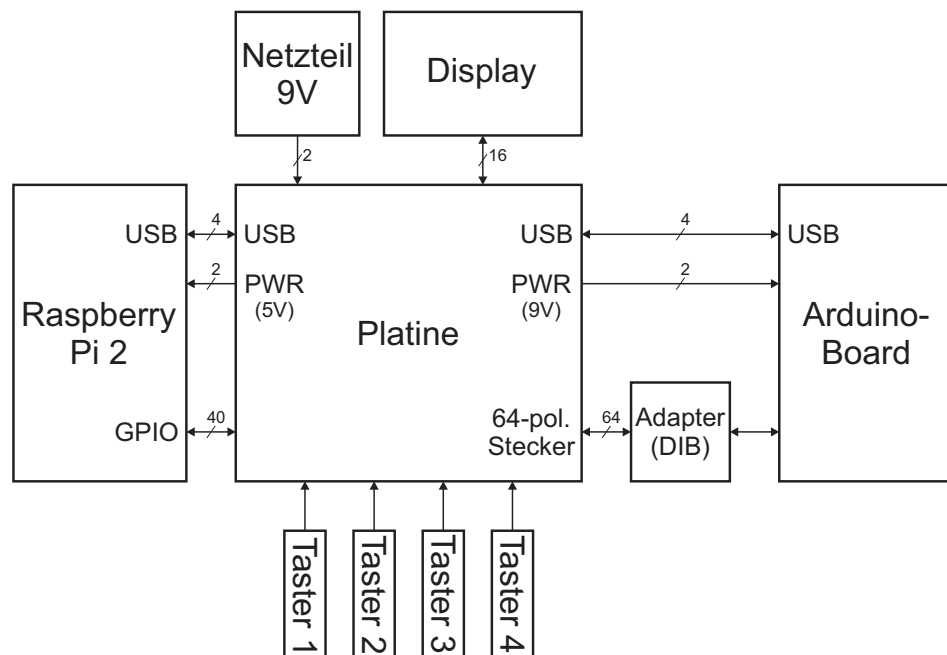 Netzteil
9V
Display
2
16
USB
4
USB
USB
4
USB
2
PWR
(5V)
PWR
(9V)
2
Raspberry
Pi 2
Platine
Arduino-
Board
GPIO
40
64-pol.
Stecker
64
Adapter
(DIB)
Taster 1
Taster 2
Taster 3
Taster 4